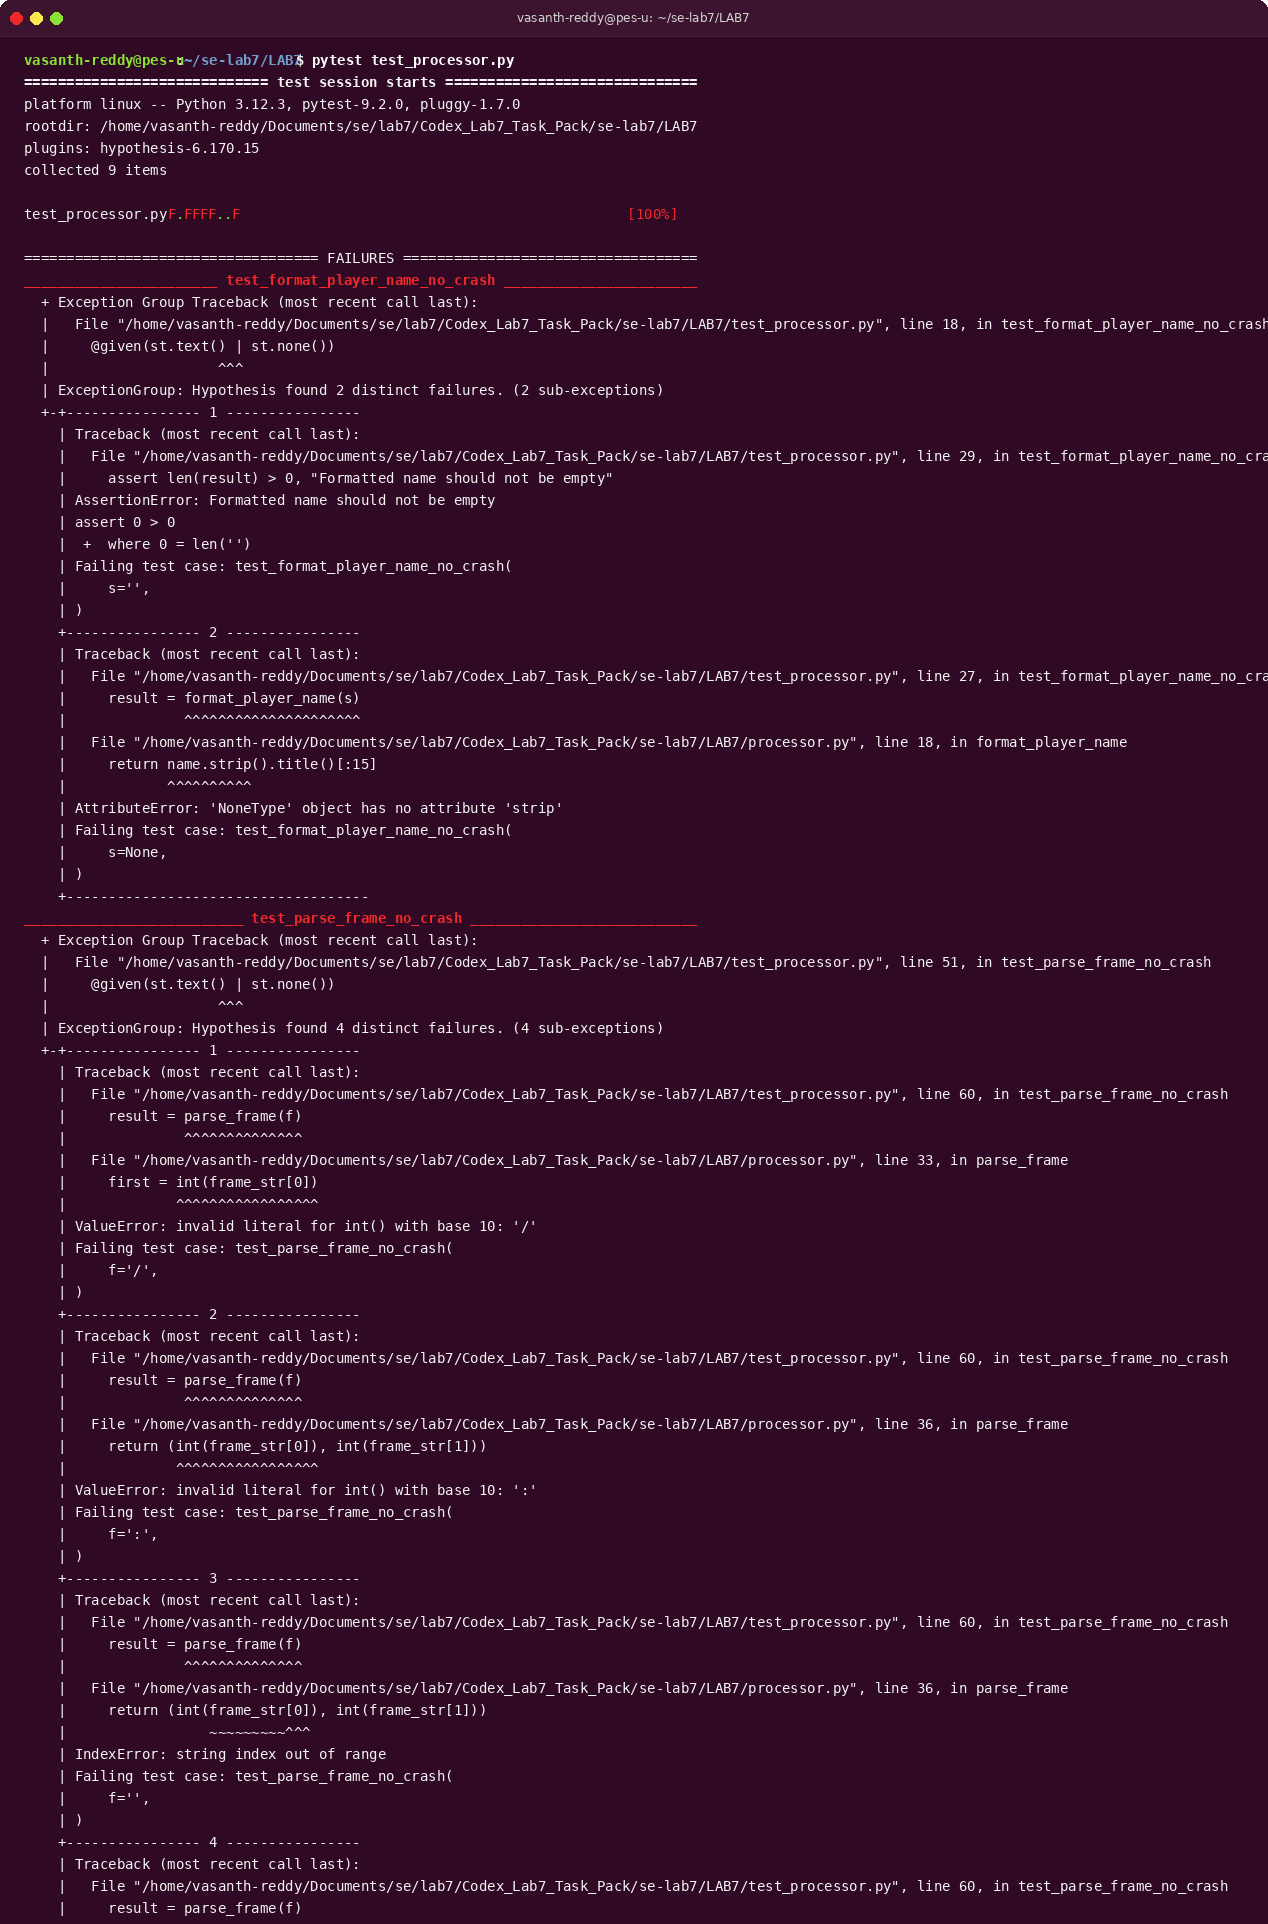 vasanth-reddy@pes-u: ~/se-lab7/LAB7
vasanth-reddy@pes-u:~/se-lab7/LAB7$ pytest test_processor.py
============================= test session starts ==============================
platform linux -- Python 3.12.3, pytest-9.2.0, pluggy-1.7.0
rootdir: /home/vasanth-reddy/Documents/se/lab7/Codex_Lab7_Task_Pack/se-lab7/LAB7
plugins: hypothesis-6.170.15
collected 9 items
test_processor.pyF.FFFF..F [100%]
=================================== FAILURES ===================================
_______________________ test_format_player_name_no_crash _______________________
  + Exception Group Traceback (most recent call last):
  |   File "/home/vasanth-reddy/Documents/se/lab7/Codex_Lab7_Task_Pack/se-lab7/LAB7/test_processor.py", line 18, in test_format_player_name_no_crash
  |     @given(st.text() | st.none())
  |                    ^^^
  | ExceptionGroup: Hypothesis found 2 distinct failures. (2 sub-exceptions)
  +-+---------------- 1 ----------------
    | Traceback (most recent call last):
    |   File "/home/vasanth-reddy/Documents/se/lab7/Codex_Lab7_Task_Pack/se-lab7/LAB7/test_processor.py", line 29, in test_format_player_name_no_cra
    |     assert len(result) > 0, "Formatted name should not be empty"
    | AssertionError: Formatted name should not be empty
    | assert 0 > 0
    |  +  where 0 = len('')
    | Failing test case: test_format_player_name_no_crash(
    |     s='',
    | )
    +---------------- 2 ----------------
    | Traceback (most recent call last):
    |   File "/home/vasanth-reddy/Documents/se/lab7/Codex_Lab7_Task_Pack/se-lab7/LAB7/test_processor.py", line 27, in test_format_player_name_no_cra
    |     result = format_player_name(s)
    |              ^^^^^^^^^^^^^^^^^^^^^
    |   File "/home/vasanth-reddy/Documents/se/lab7/Codex_Lab7_Task_Pack/se-lab7/LAB7/processor.py", line 18, in format_player_name
    |     return name.strip().title()[:15]
    |            ^^^^^^^^^^
    | AttributeError: 'NoneType' object has no attribute 'strip'
    | Failing test case: test_format_player_name_no_crash(
    |     s=None,
    | )
    +------------------------------------
__________________________ test_parse_frame_no_crash ___________________________
  + Exception Group Traceback (most recent call last):
  |   File "/home/vasanth-reddy/Documents/se/lab7/Codex_Lab7_Task_Pack/se-lab7/LAB7/test_processor.py", line 51, in test_parse_frame_no_crash
  |     @given(st.text() | st.none())
  |                    ^^^
  | ExceptionGroup: Hypothesis found 4 distinct failures. (4 sub-exceptions)
  +-+---------------- 1 ----------------
    | Traceback (most recent call last):
    |   File "/home/vasanth-reddy/Documents/se/lab7/Codex_Lab7_Task_Pack/se-lab7/LAB7/test_processor.py", line 60, in test_parse_frame_no_crash
    |     result = parse_frame(f)
    |              ^^^^^^^^^^^^^^
    |   File "/home/vasanth-reddy/Documents/se/lab7/Codex_Lab7_Task_Pack/se-lab7/LAB7/processor.py", line 33, in parse_frame
    |     first = int(frame_str[0])
    |             ^^^^^^^^^^^^^^^^^
    | ValueError: invalid literal for int() with base 10: '/'
    | Failing test case: test_parse_frame_no_crash(
    |     f='/',
    | )
    +---------------- 2 ----------------
    | Traceback (most recent call last):
    |   File "/home/vasanth-reddy/Documents/se/lab7/Codex_Lab7_Task_Pack/se-lab7/LAB7/test_processor.py", line 60, in test_parse_frame_no_crash
    |     result = parse_frame(f)
    |              ^^^^^^^^^^^^^^
    |   File "/home/vasanth-reddy/Documents/se/lab7/Codex_Lab7_Task_Pack/se-lab7/LAB7/processor.py", line 36, in parse_frame
    |     return (int(frame_str[0]), int(frame_str[1]))
    |             ^^^^^^^^^^^^^^^^^
    | ValueError: invalid literal for int() with base 10: ':'
    | Failing test case: test_parse_frame_no_crash(
    |     f=':',
    | )
    +---------------- 3 ----------------
    | Traceback (most recent call last):
    |   File "/home/vasanth-reddy/Documents/se/lab7/Codex_Lab7_Task_Pack/se-lab7/LAB7/test_processor.py", line 60, in test_parse_frame_no_crash
    |     result = parse_frame(f)
    |              ^^^^^^^^^^^^^^
    |   File "/home/vasanth-reddy/Documents/se/lab7/Codex_Lab7_Task_Pack/se-lab7/LAB7/processor.py", line 36, in parse_frame
    |     return (int(frame_str[0]), int(frame_str[1]))
    |                 ~~~~~~~~~^^^
    | IndexError: string index out of range
    | Failing test case: test_parse_frame_no_crash(
    |     f='',
    | )
    +---------------- 4 ----------------
    | Traceback (most recent call last):
    |   File "/home/vasanth-reddy/Documents/se/lab7/Codex_Lab7_Task_Pack/se-lab7/LAB7/test_processor.py", line 60, in test_parse_frame_no_crash
    |     result = parse_frame(f)